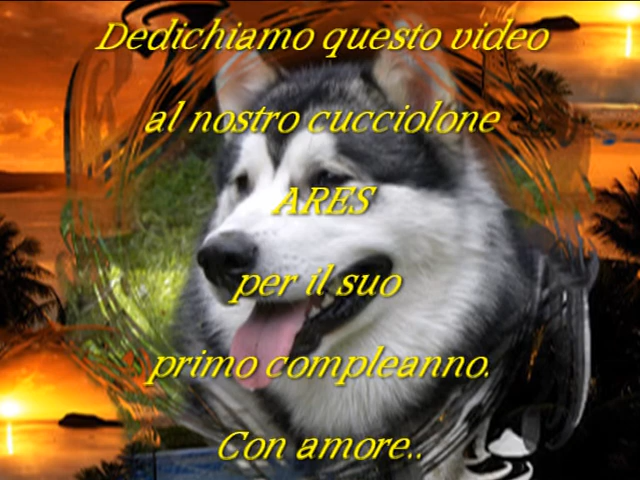 Dedichiamo questo video
al nostro cucciolone
ARES
per il suo
primo compleanno.
Con amore..